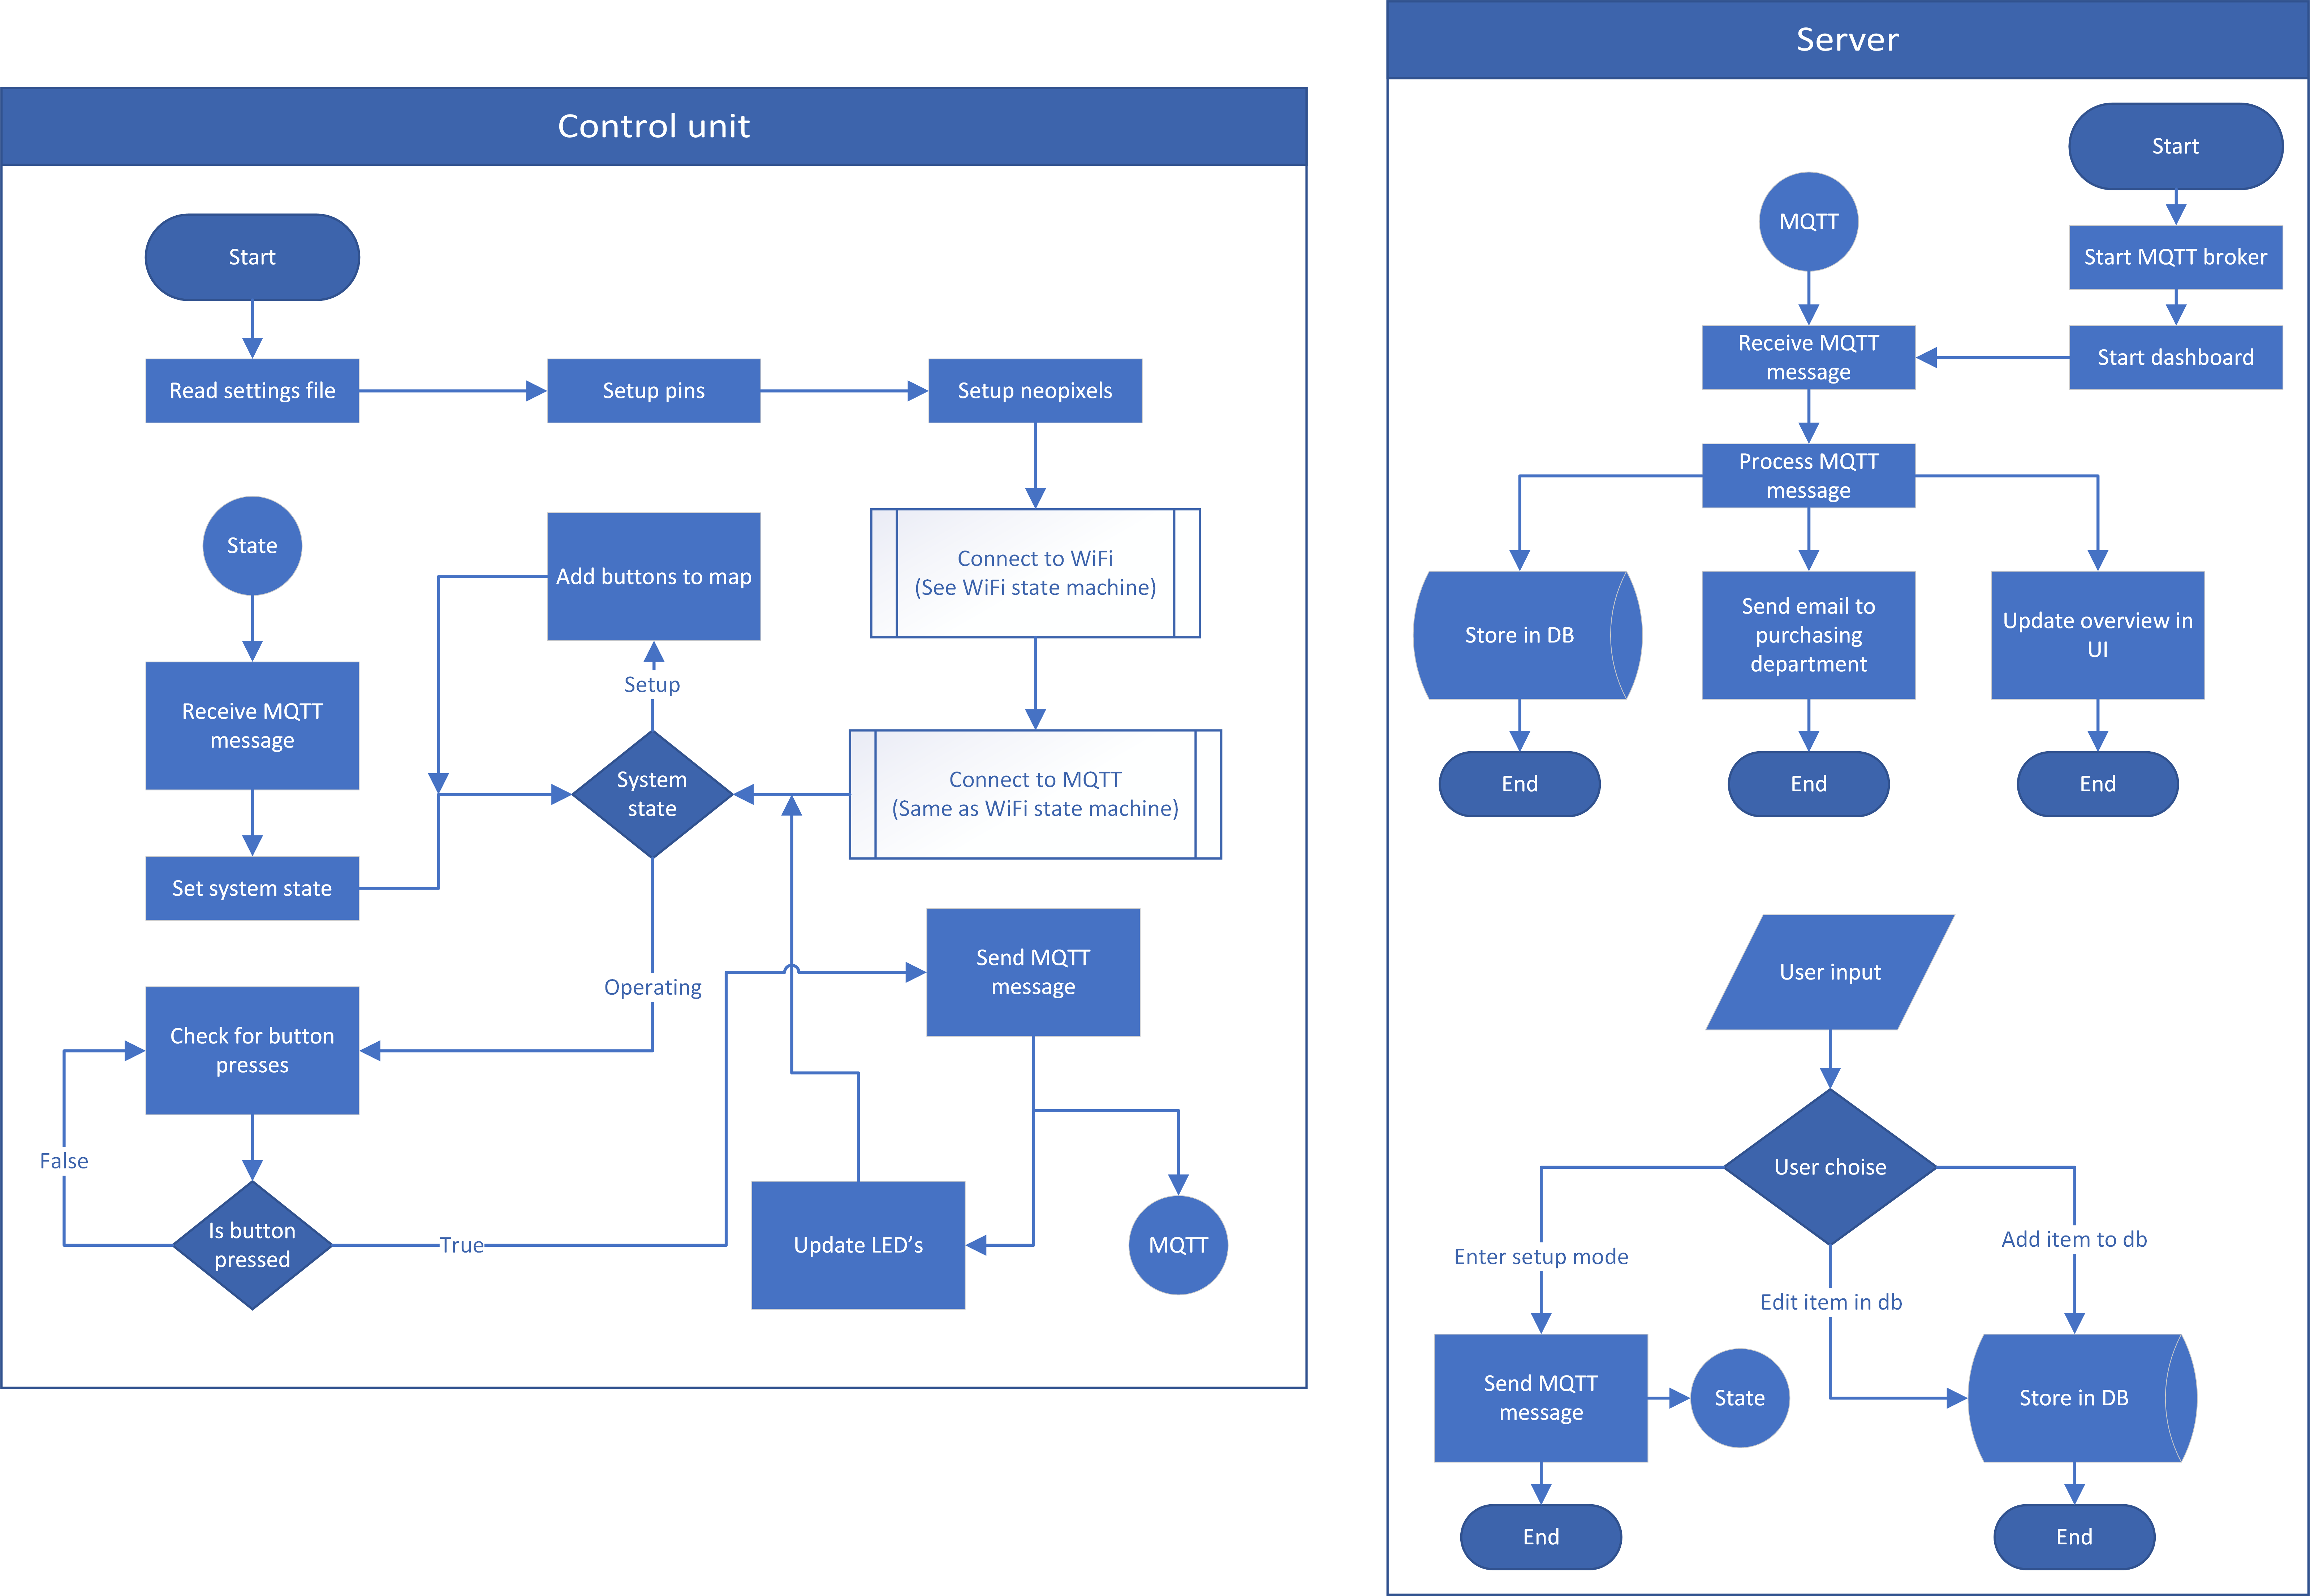 Control unit
Start
Read settings file
Setup pins
Setup neopixels
State
Add buttons to map
Connect to WiFi
(See WiFi state machine)
Setup
Receive MQTT
message
System
state
Connect to MQTT
(Same as WiFi state machine)
Set system state
Send MQTT
message
Operating
Check for button
presses
False
Is button
pressed
True
Update LED’s
MQTT
Server
Start
MQTT
Start MQTT broker
Receive MQTT
message
Start dashboard
Process MQTT
message
Store in DB
Send email to
purchasing
department
Update overview in
UI
End
End
End
User input
User choise
Enter setup mode
Edit item in db
Add item to db
Send MQTT
message
State
Store in DB
End
End